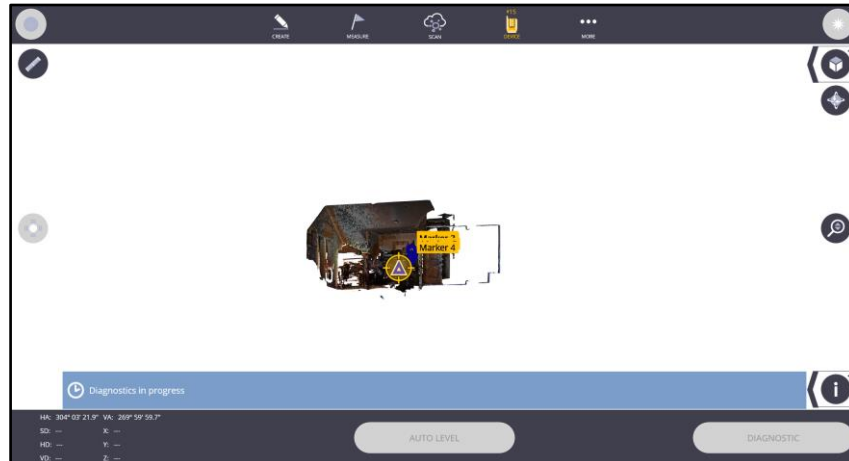 +YS
CREATE
MEASURE
SCAN
DEVICE
MORE
Marker 4
Diagnostics in progress
HA: 304° 03' 21.9" VA: 269° 59' 59.7"
SD: --- X: ---
HD: --- Y: ---
VD: --- Z: ---
AUTO LEVEL
DIAGNOSTIC